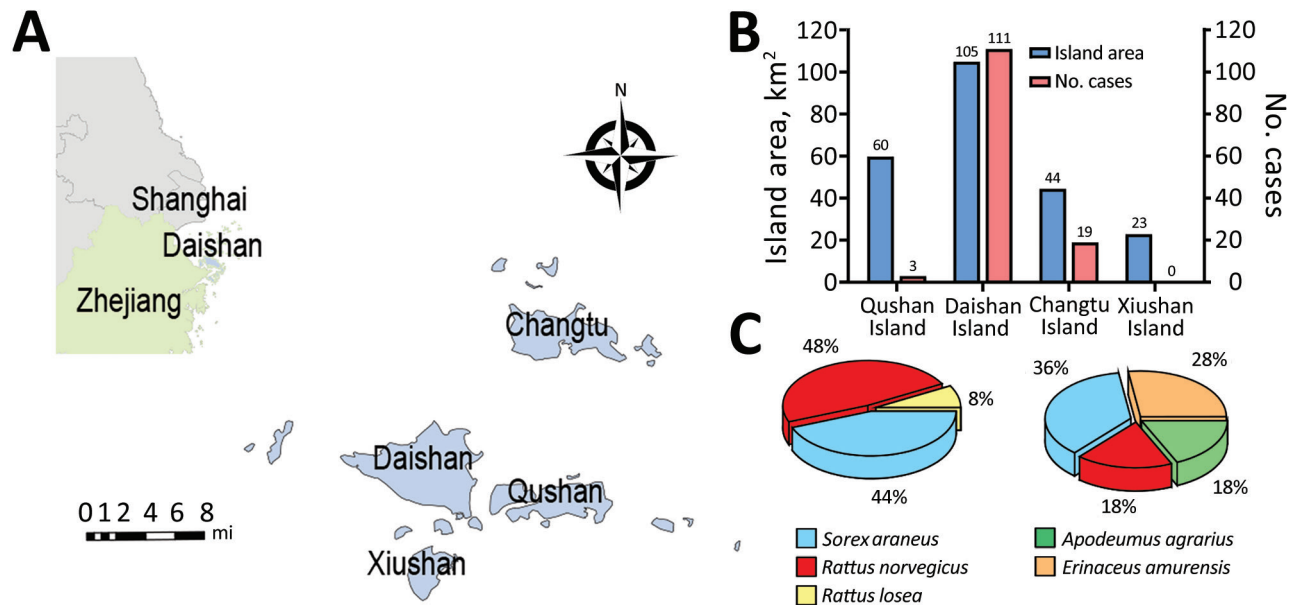 A
Shanghai
Daishan
Zhejiang
N
Changtu
Daishan
Qushan
Xiushan
0 1 2 4 6 8
mi
B
Island area, km²
No. cases
120
100
80
60
40
20
0
120
100
80
60
40
20
0
Island area
No. cases
60
3
105
111
44
19
23
0
Qushan Island
Daishan Island
Changtu Island
Xiushan Island
C
48%
8%
44%
36%
28%
18%
18%
Sorex araneus
Rattus norvegicus
Rattus losea
Apodeumus agrarius
Erinaceus amurensis